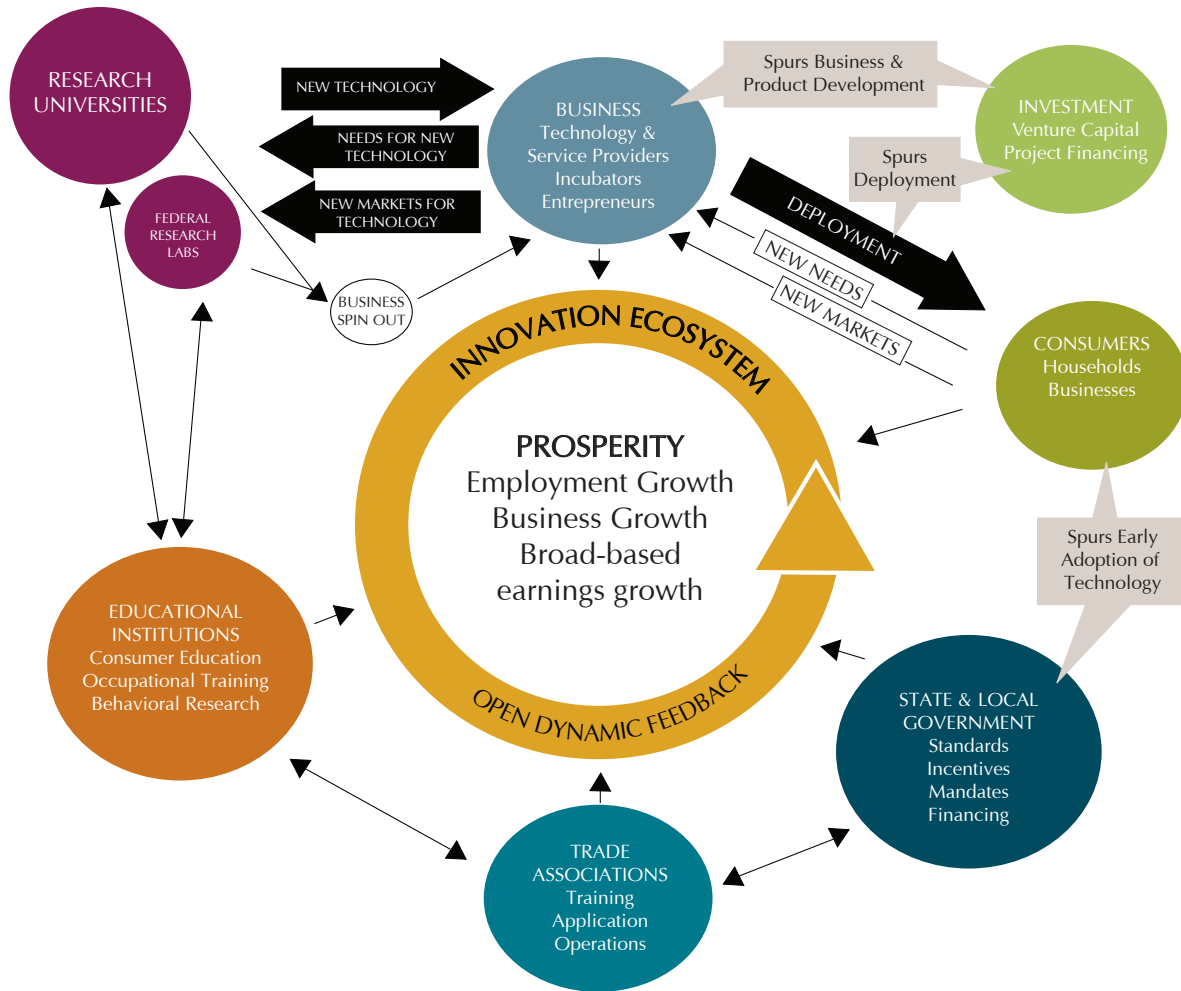 RESEARCH
UNIVERSITIES
FEDERAL
RESEARCH
LABS
NEW TECHNOLOGY
NEEDS FOR NEW
TECHNOLOGY
NEW MARKETS FOR
TECHNOLOGY
BUSINESS
SPIN OUT
BUSINESS
Technology &
Service Providers
Incubators
Entrepreneurs
Spurs Business &
Product Development
INVESTMENT
Venture Capital
Project Financing
Spurs
Deployment
DEPLOYMENT
NEW NEEDS
NEW MARKETS
CONSUMERS
Households
Businesses
INNOVATION ECOSYSTEM
PROSPERITY
Employment Growth
Business Growth
Broad-based
earnings growth
OPEN DYNAMIC FEEDBACK
Spurs Early
Adoption of
Technology
EDUCATIONAL
INSTITUTIONS
Consumer Education
Occupational Training
Behavioral Research
STATE & LOCAL
GOVERNMENT
Standards
Incentives
Mandates
Financing
TRADE
ASSOCIATIONS
Training
Application
Operations